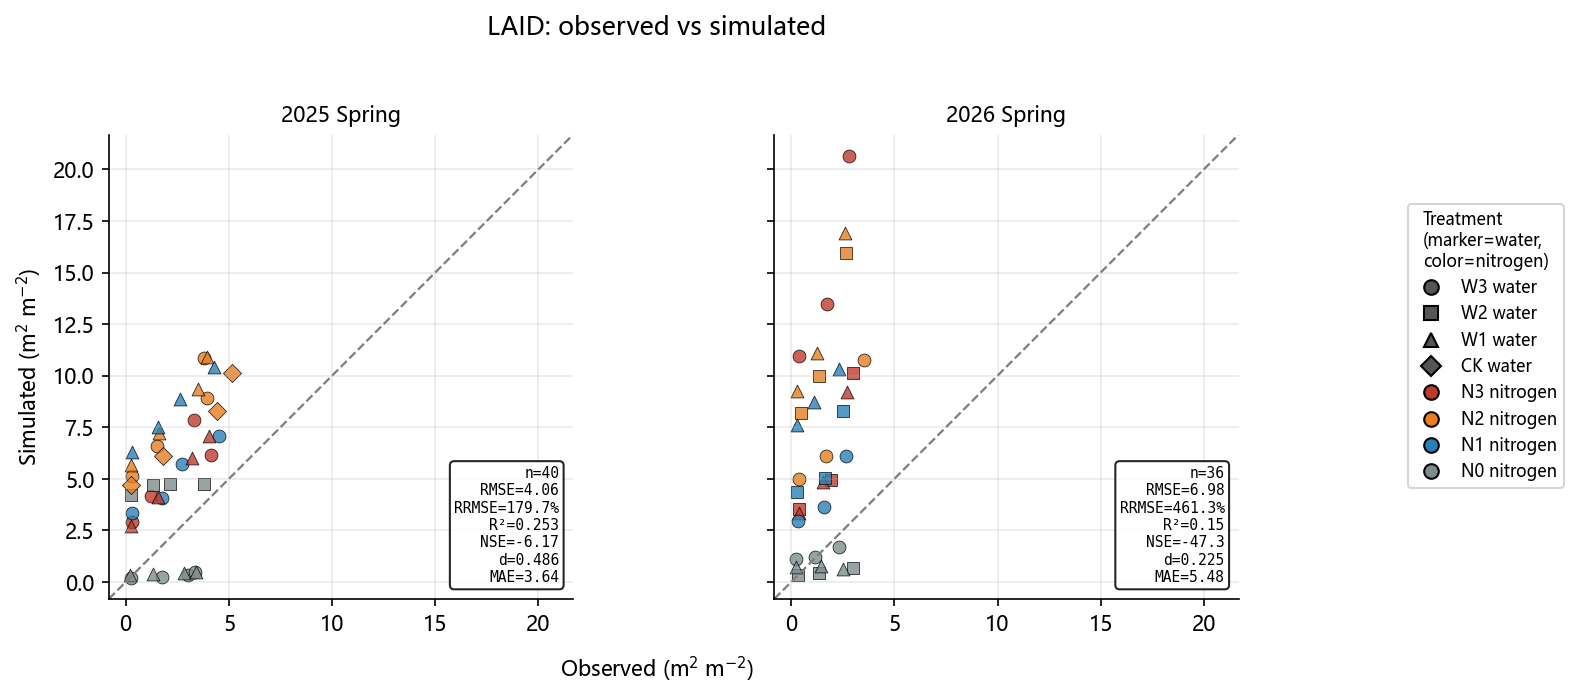 LAID: observed vs simulated
2025 Spring
20.0
17.5
15.0
12.5
10.0
7.5
5.0
2.5
0.0
0
5
10
15
20
Simulated (m² m⁻²)
n=40
RMSE=4.06
RRMSE=179.7%
R²=0.253
NSE=-6.17
d=0.486
MAE=3.64
2026 Spring
0
5
10
15
20
n=36
RMSE=6.98
RRMSE=461.3%
R²=0.15
NSE=-47.3
d=0.225
MAE=5.48
Observed (m² m⁻²)
Treatment
(marker=water,
color=nitrogen)
W3 water
W2 water
W1 water
CK water
N3 nitrogen
N2 nitrogen
N1 nitrogen
N0 nitrogen